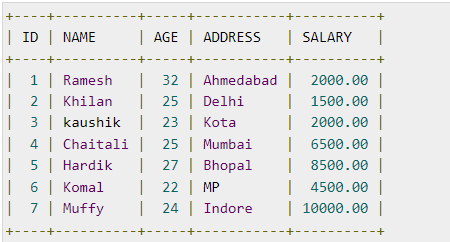 +----+----------+-----+-----------+----------+
| ID | NAME     | AGE | ADDRESS   | SALARY   |
+----+----------+-----+-----------+----------+
|  1 | Ramesh   |  32 | Ahmedabad |  2000.00 |
|  2 | Khilan   |  25 | Delhi     |  1500.00 |
|  3 | kaushik  |  23 | Kota      |  2000.00 |
|  4 | Chaitali |  25 | Mumbai    |  6500.00 |
|  5 | Hardik   |  27 | Bhopal    |  8500.00 |
|  6 | Komal    |  22 | MP        |  4500.00 |
|  7 | Muffy    |  24 | Indore    | 10000.00 |
+----+----------+-----+-----------+----------+